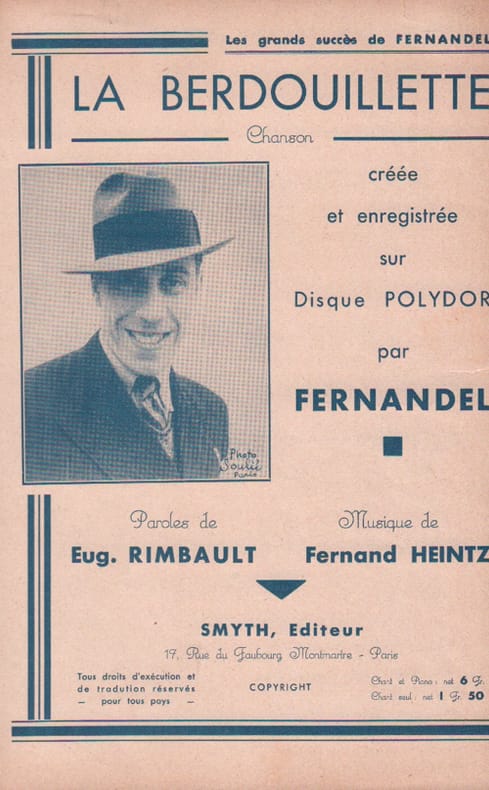 Les grands succès de FERNANDEL
LA BERDOUILLETTE
Chanson
créée
et enregistrée
sur
Disque POLYDOR
par
FERNANDEL
Photo
Soulié
Paris
Paroles de
Eug. RIMBAULT
Musique de
Fernand HEINTZ
SMYTH, Editeur
17, Rue du Faubourg Montmartre - Paris
Tous droits d'exécution et
de tradution réservés
— pour tous pays —
COPYRIGHT
Chant et Piano : net 6 Fr.
Chant seul : net 1 Fr. 50